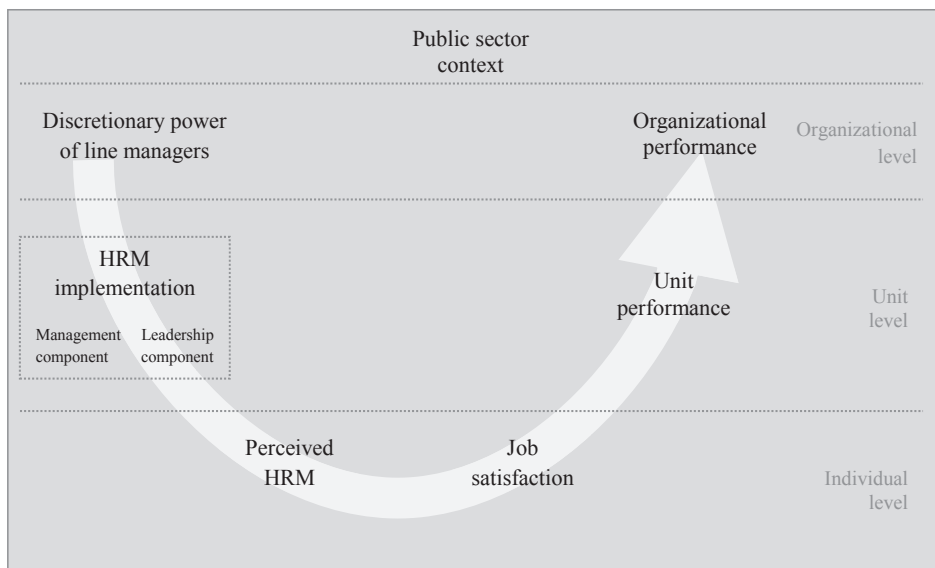 Public sector
context
Discretionary power
of line managers
Organizational
performance
Organizational
level
HRM
implementation
Management
component
Leadership
component
Unit
performance
Unit
level
Perceived
HRM
Job
satisfaction
Individual
level